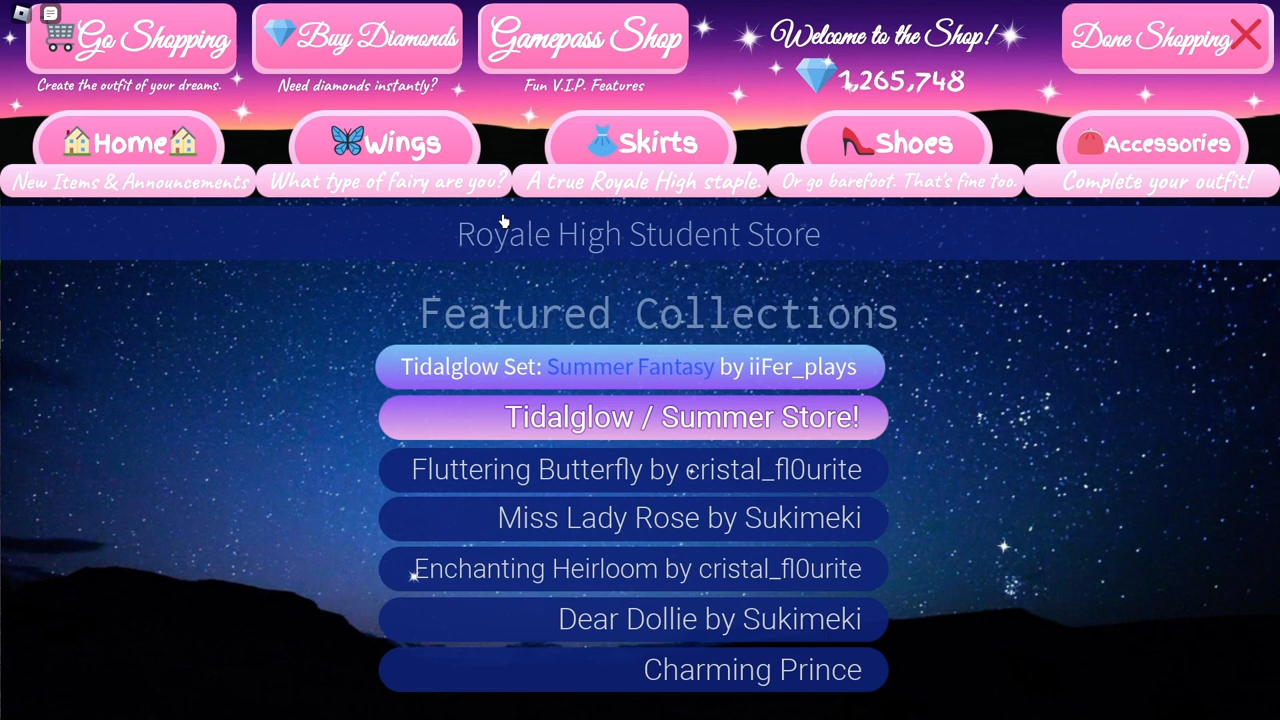 Go Shopping
Create the outfit of your dreams.
Buy Diamonds
Need diamonds instantly?
Gamepass Shop
Fun V.I.P. Features
Welcome to the Shop!
1,265,748
Done Shopping
Home
New Items & Announcements
Wings
What type of fairy are you?
Skirts
A true Royale High staple.
Shoes
Or go barefoot. That's fine too.
Accessories
Complete your outfit!
Royale High Student Store
Featured Collections
Tidalglow Set: Summer Fantasy by iiFer_plays
Tidalglow / Summer Store!
Fluttering Butterfly by cristal_fl0urite
Miss Lady Rose by Sukimeki
Enchanting Heirloom by cristal_fl0urite
Dear Dollie by Sukimeki
Charming Prince